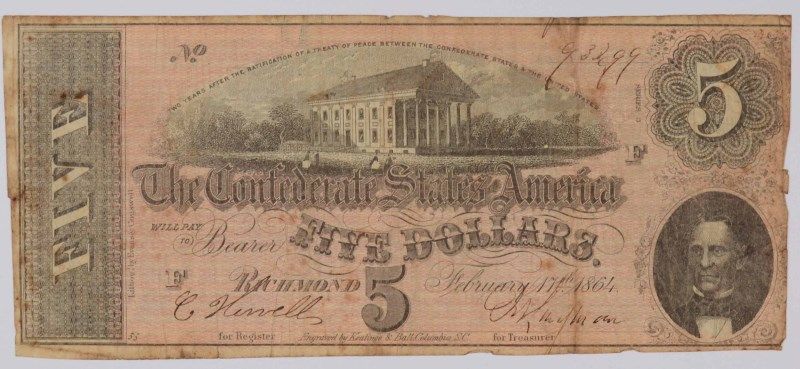 No
93299
TWO YEARS AFTER THE RATIFICATION OF A TREATY OF PEACE BETWEEN THE CONFEDERATE STATES & THE UNITED STATES
5
FIVE
F
The Confederate States of America
WILL PAY
TO Bearer
FIVE DOLLARS.
F
RICHMOND
5
February 17th 1864
for Register
Engraved by Keatinge & Ball, Columbia, S.C.
for Treasurer